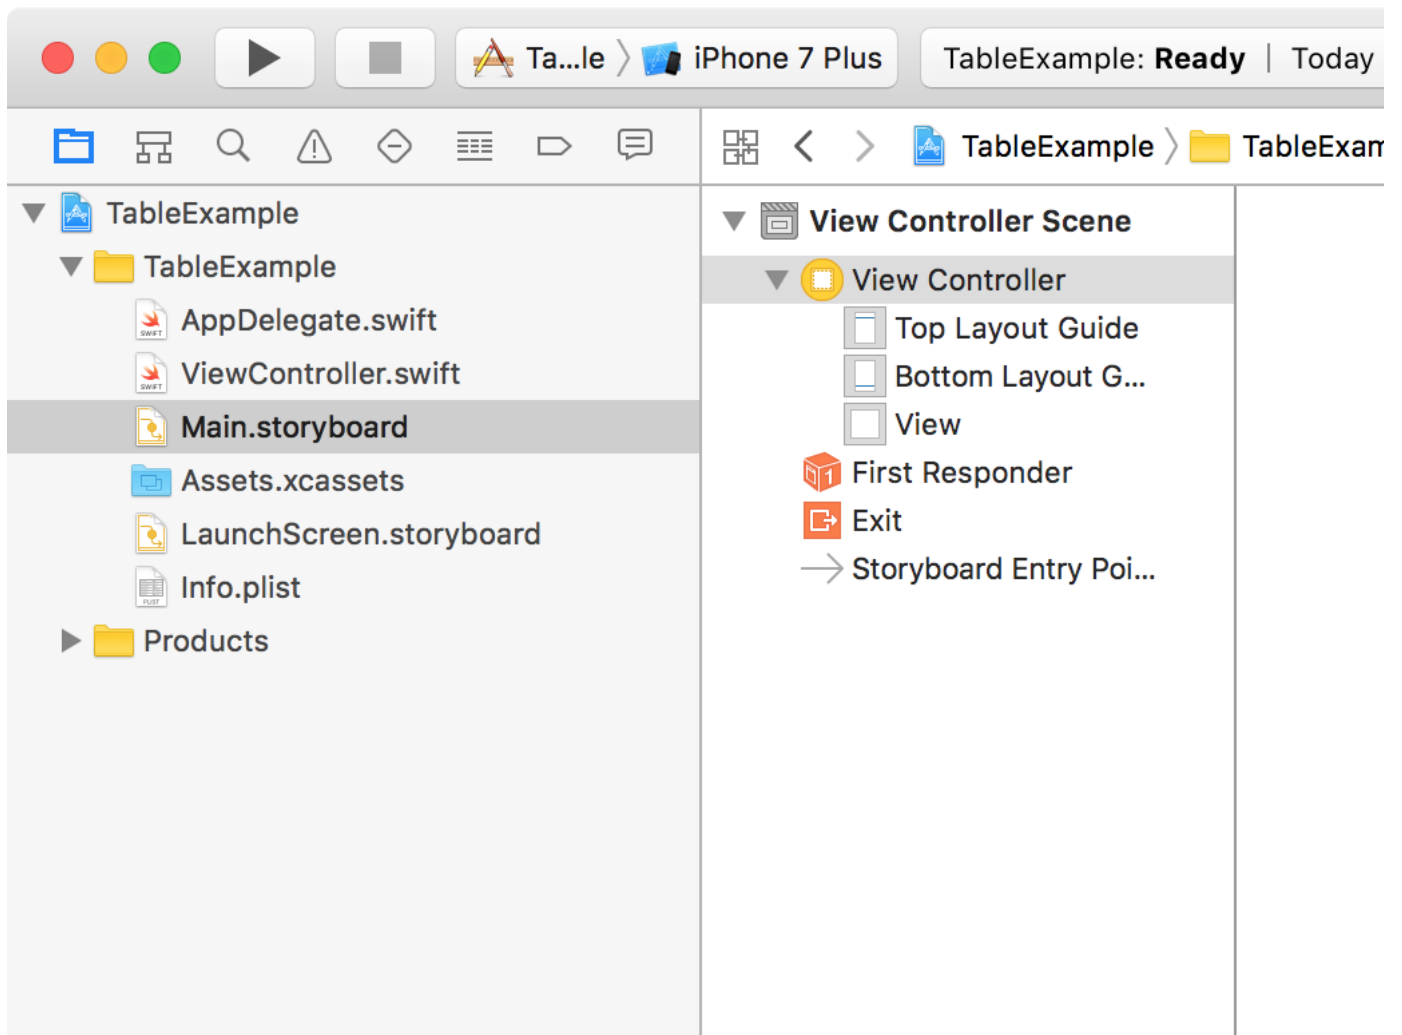 Ta...le iPhone 7 Plus TableExample: Ready | Today
TableExample TableExam
TableExample
TableExample
AppDelegate.swift
ViewController.swift
Main.storyboard
Assets.xcassets
LaunchScreen.storyboard
Info.plist
Products
View Controller Scene
View Controller
Top Layout Guide
Bottom Layout G...
View
First Responder
Exit
Storyboard Entry Poi...